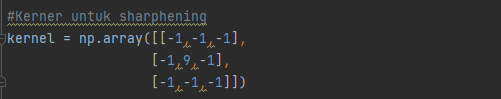 #Kerner untuk sharphening
kernel = np.array([[-1,-1,-1],
[-1,9,-1],
[-1,-1,-1]])